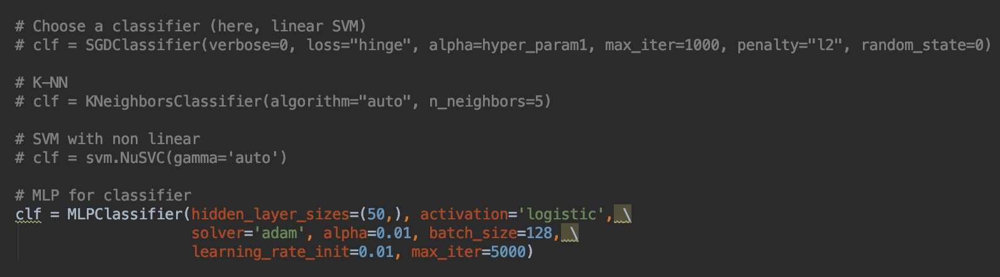 # Choose a classifier (here, linear SVM)
# clf = SGDClassifier(verbose=0, loss="hinge", alpha=hyper_param1, max_iter=1000, penalty="l2", random_state=0)
# K-NN
# clf = KNeighborsClassifier(algorithm="auto", n_neighbors=5)
# SVM with non linear
# clf = svm.NuSVC(gamma='auto')
# MLP for classifier
clf = MLPClassifier(hidden_layer_sizes=(50,), activation='logistic', \
solver='adam', alpha=0.01, batch_size=128, \
learning_rate_init=0.01, max_iter=5000)